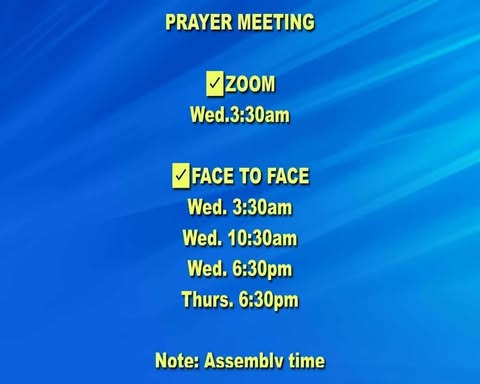 PRAYER MEETING
✓ZOOM
Wed.3:30am
✓FACE TO FACE
Wed. 3:30am
Wed. 10:30am
Wed. 6:30pm
Thurs. 6:30pm
Note: Assembly time